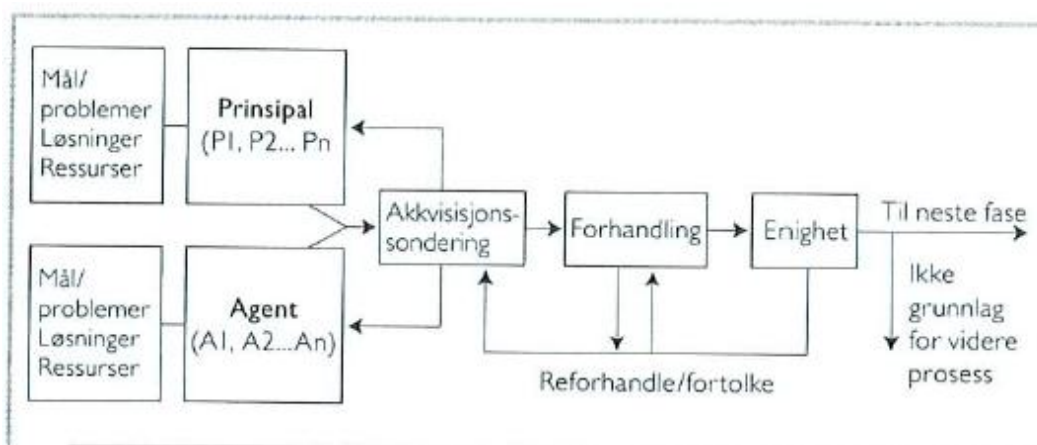 Mål/
problemer
Løsninger
Ressurser
Prinsipal
(P1, P2... Pn
Mål/
problemer
Løsninger
Ressurser
Agent
(A1, A2...An)
Akkvisisjons-
sondering
Forhandling
Enighet
Til neste fase
Ikke
grunnlag
for videre
prosess
Reforhandle/fortolke